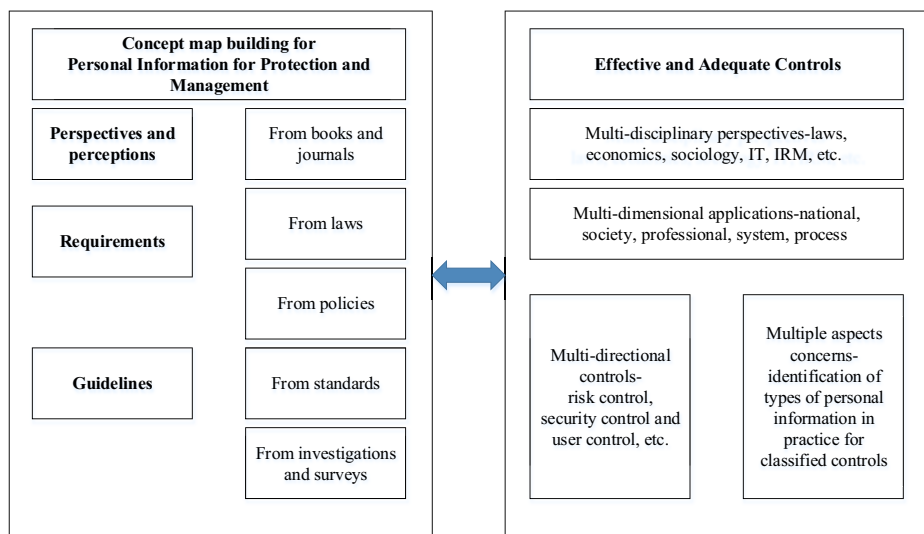 Concept map building for
Personal Information for Protection and
Management
Perspectives and
perceptions
From books and
journals
From laws
Requirements
From policies
Guidelines
From standards
From investigations
and surveys
Effective and Adequate Controls
Multi-disciplinary perspectives-laws,
economics, sociology, IT, IRM, etc.
Multi-dimensional applications-national,
society, professional, system, process
Multi-directional
controls-
risk control,
security control and
user control, etc.
Multiple aspects
concerns-
identification of
types of personal
information in
practice for
classified controls